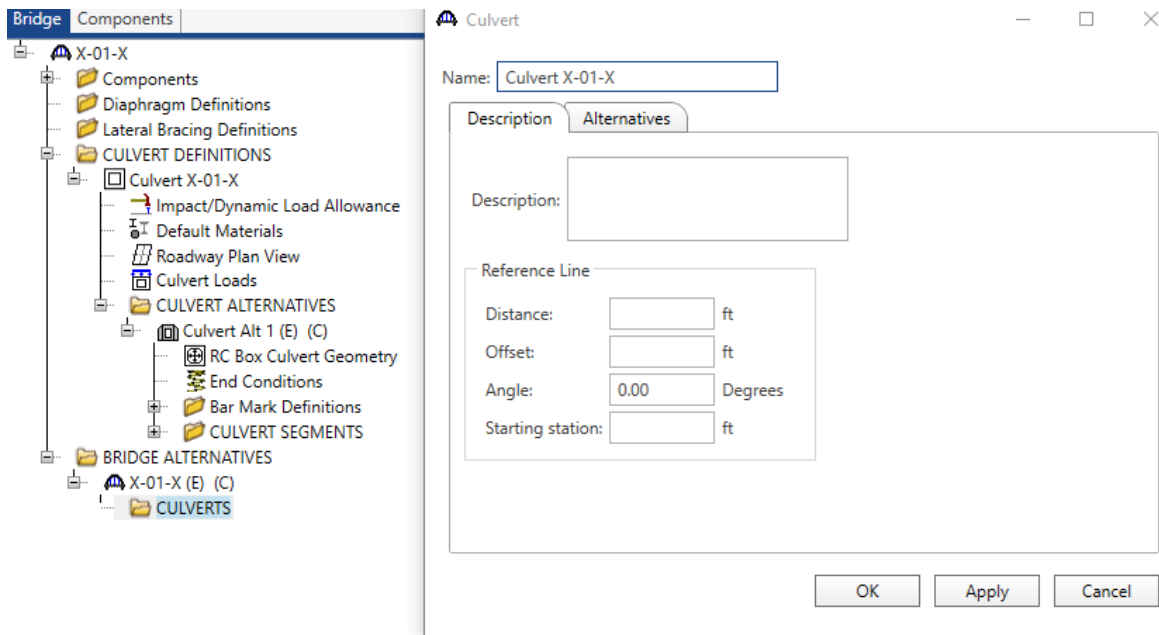 Bridge Components
X-01-X
Components
Diaphragm Definitions
Lateral Bracing Definitions
CULVERT DEFINITIONS
Culvert X-01-X
Impact/Dynamic Load Allowance
Default Materials
Roadway Plan View
Culvert Loads
CULVERT ALTERNATIVES
Culvert Alt 1 (E) (C)
RC Box Culvert Geometry
End Conditions
Bar Mark Definitions
CULVERT SEGMENTS
BRIDGE ALTERNATIVES
X-01-X (E) (C)
CULVERTS
Culvert
Name: Culvert X-01-X
Description Alternatives
Description:
Reference Line
Distance: ft
Offset: ft
Angle: 0.00 Degrees
Starting station: ft
OK Apply Cancel